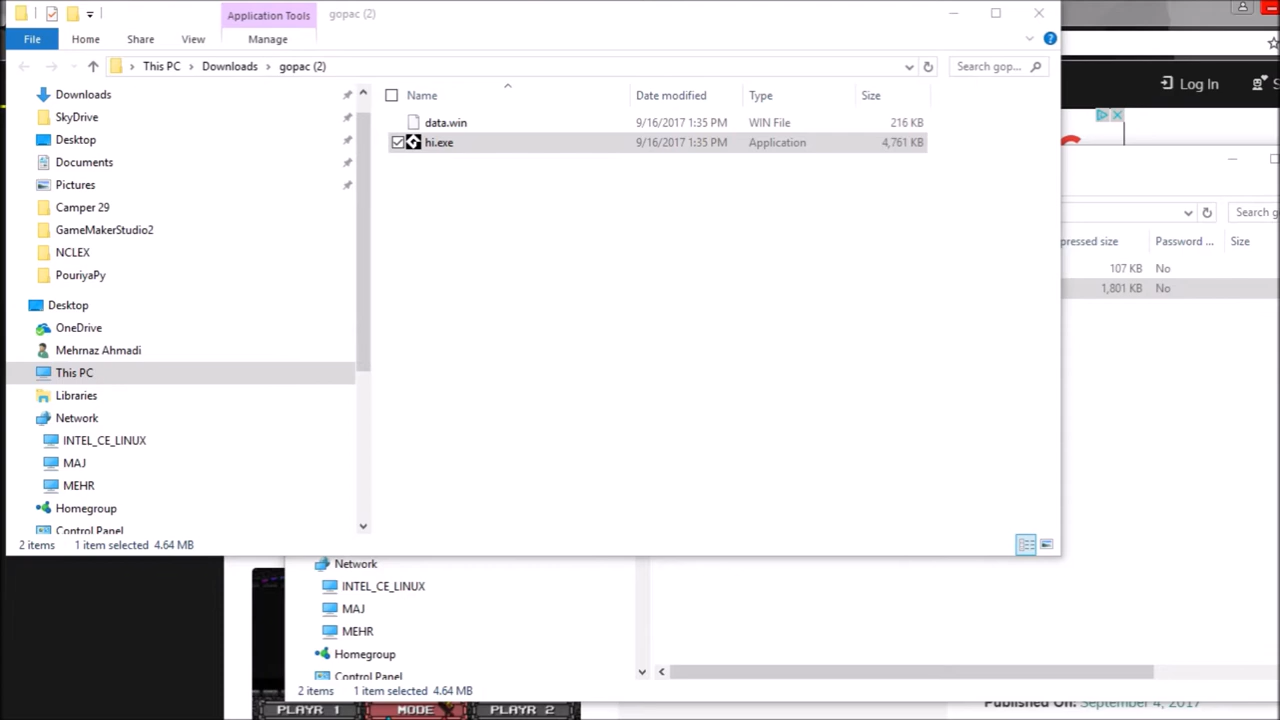 Application Tools
gopac (2)
File
Home
Share
View
Manage
This PC
Downloads
gopac (2)
Search gop...
Log In
S
Downloads
SkyDrive
Desktop
Documents
Pictures
Camper 29
GameMakerStudio2
NCLEX
PouriyaPy
Desktop
OneDrive
Mehrnaz Ahmadi
This PC
Libraries
Network
INTEL_CE_LINUX
MAJ
MEHR
Homegroup
Control Panel
Name
Date modified
Type
Size
data.win
9/16/2017 1:35 PM
WIN File
216 KB
hi.exe
9/16/2017 1:35 PM
Application
4,761 KB
2 items
1 item selected 4.64 MB
Search g
pressed size
Password ...
Size
107 KB
No
1,801 KB
No
Network
INTEL_CE_LINUX
MAJ
MEHR
Homegroup
Control Panel
2 items
1 item selected 4.64 MB
PLAYR 1
MODE
PLAYR 2
Published On: September 4, 2017